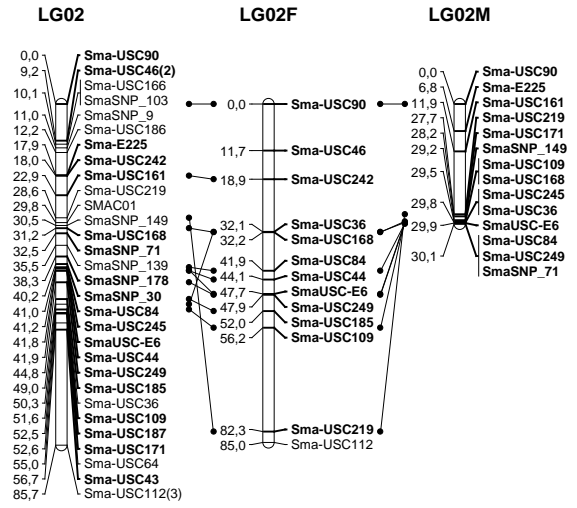 LG02
0,0 Sma-USC90
9,2 Sma-USC46(2)
10,1 Sma-USC166
SmaSNP_103
11,0 SmaSNP_9
12,2 Sma-USC186
17,9 Sma-E225
18,0 Sma-USC242
22,9 Sma-USC161
28,6 Sma-USC219
29,8 SMAC01
30,5 SmaSNP_149
31,2 Sma-USC168
32,5 SmaSNP_71
35,5 SmaSNP_139
38,3 SmaSNP_178
40,2 SmaSNP_30
41,0 Sma-USC84
41,2 Sma-USC245
41,8 SmaUSC-E6
41,9 Sma-USC44
44,8 Sma-USC249
49,0 Sma-USC185
50,3 Sma-USC36
51,6 Sma-USC109
52,5 Sma-USC187
52,6 Sma-USC171
55,0 Sma-USC64
56,7 Sma-USC43
85,7 Sma-USC112(3)
LG02F
0,0 Sma-USC90
11,7 Sma-USC46
18,9 Sma-USC242
32,1 Sma-USC36
32,2 Sma-USC168
41,9 Sma-USC84
44,1 Sma-USC44
47,7 SmaUSC-E6
47,9 Sma-USC249
52,0 Sma-USC185
56,2 Sma-USC109
82,3 Sma-USC219
85,0 Sma-USC112
LG02M
0,0 Sma-USC90
6,8 Sma-E225
11,9 Sma-USC161
27,7 Sma-USC219
28,2 Sma-USC171
29,2 SmaSNP_149
29,5 Sma-USC109
Sma-USC168
29,8 Sma-USC245
Sma-USC36
29,9 SmaUSC-E6
30,1 Sma-USC84
Sma-USC249
SmaSNP_71